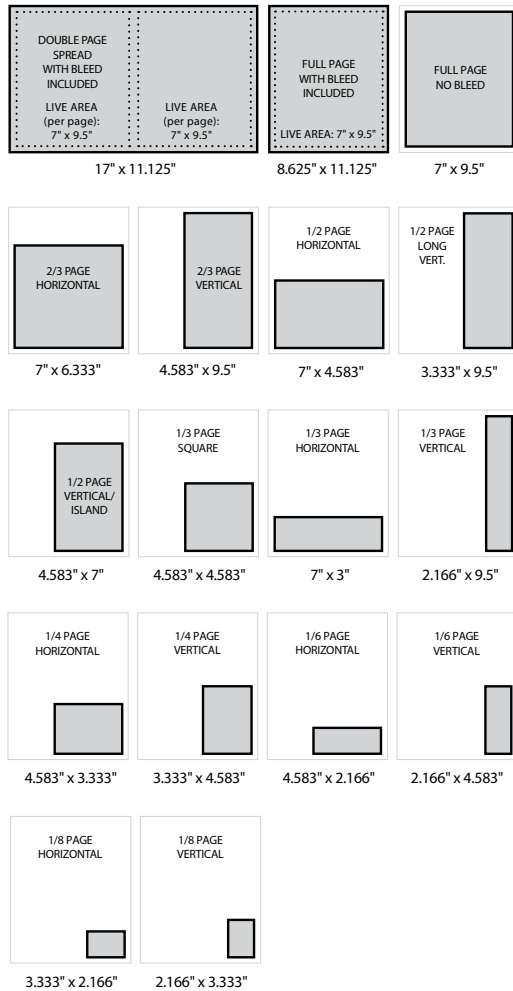 DOUBLE PAGE
SPREAD
WITH BLEED
INCLUDED
LIVE AREA
(per page):
7" x 9.5"
LIVE AREA
(per page):
7" x 9.5"
17" x 11.125"
FULL PAGE
WITH BLEED
INCLUDED
LIVE AREA: 7" x 9.5"
8.625" x 11.125"
FULL PAGE
NO BLEED
7" x 9.5"
2/3 PAGE
HORIZONTAL
7" x 6.333"
2/3 PAGE
VERTICAL
4.583" x 9.5"
1/2 PAGE
HORIZONTAL
7" x 4.583"
1/2 PAGE
LONG
VERT.
3.333" x 9.5"
1/2 PAGE
VERTICAL/
ISLAND
4.583" x 7"
1/3 PAGE
SQUARE
4.583" x 4.583"
1/3 PAGE
HORIZONTAL
7" x 3"
1/3 PAGE
VERTICAL
2.166" x 9.5"
1/4 PAGE
HORIZONTAL
4.583" x 3.333"
1/4 PAGE
VERTICAL
3.333" x 4.583"
1/6 PAGE
HORIZONTAL
4.583" x 2.166"
1/6 PAGE
VERTICAL
2.166" x 4.583"
1/8 PAGE
HORIZONTAL
3.333" x 2.166"
1/8 PAGE
VERTICAL
2.166" x 3.333"